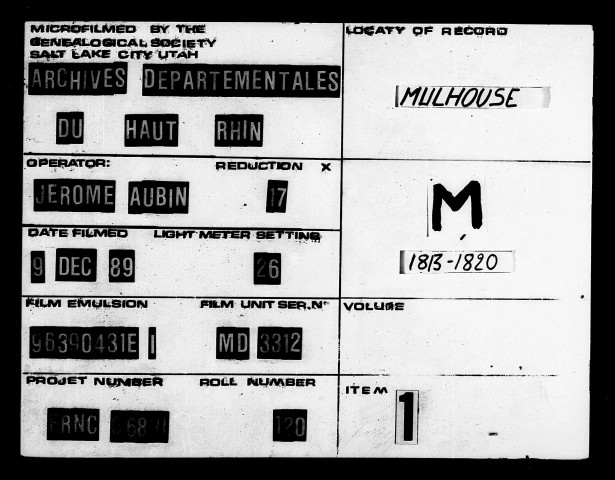 MICROFILMED BY THE
GENEALOGICAL SOCIETY
SALT LAKE CITY UTAH
ARCHIVES DEPARTEMENTALES
DU HAUT RHIN
OPERATOR: REDUCTION X
JEROME AUBIN 17
DATE FILMED LIGHT METER SETTING
9 DEC 89 26
FILM EMULSION FILM UNIT SER.N°
96390431E 1 MD 3312
PROJET NUMBER ROLL NUMBER
FRNC 120
LOCATY OF RECORD
MULHOUSE
M
1813-1820
VOLUME
ITEM 1